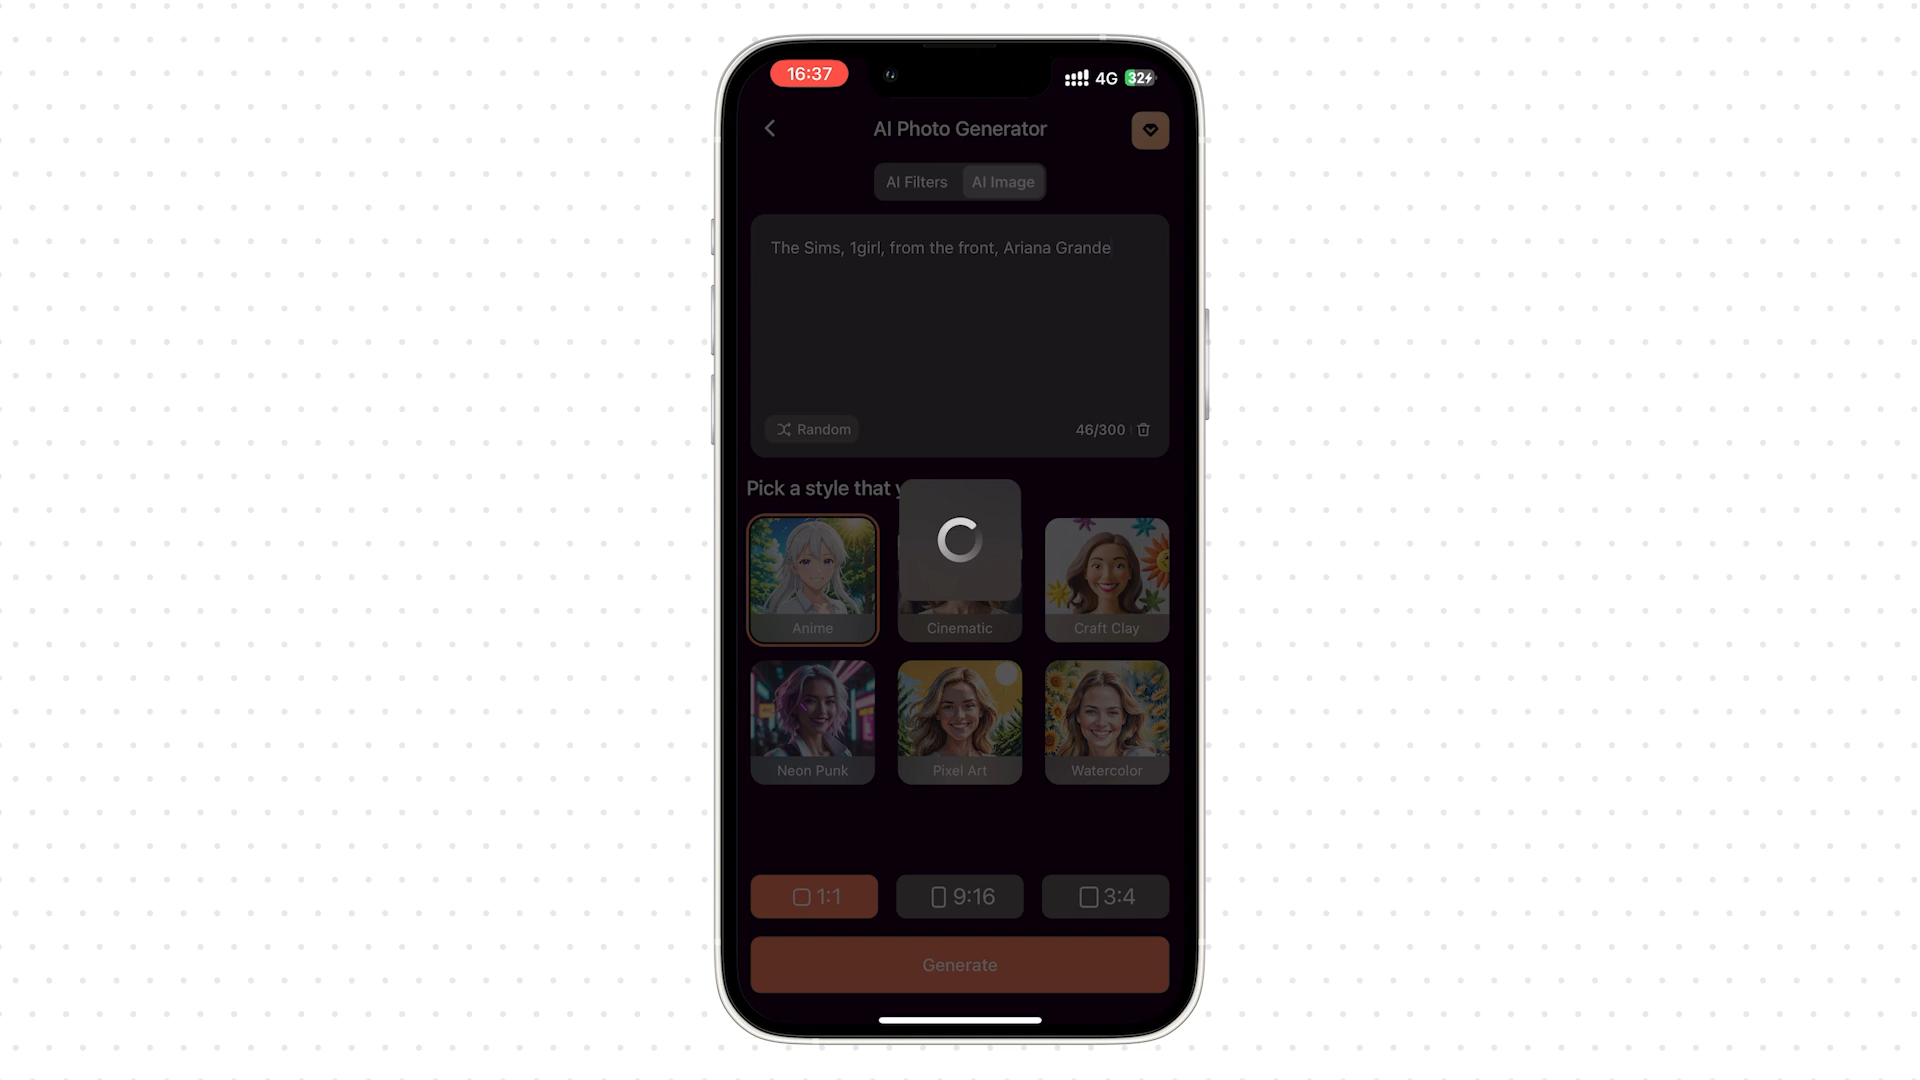 16:37
4G 32
AI Photo Generator
AI Filters AI Image
The Sims, 1girl, from the front, Ariana Grande
Random 46/300
Pick a style that
Anime Cinematic Craft Clay
Neon Punk Pixel Art Watercolor
1:1 9:16 3:4
Generate